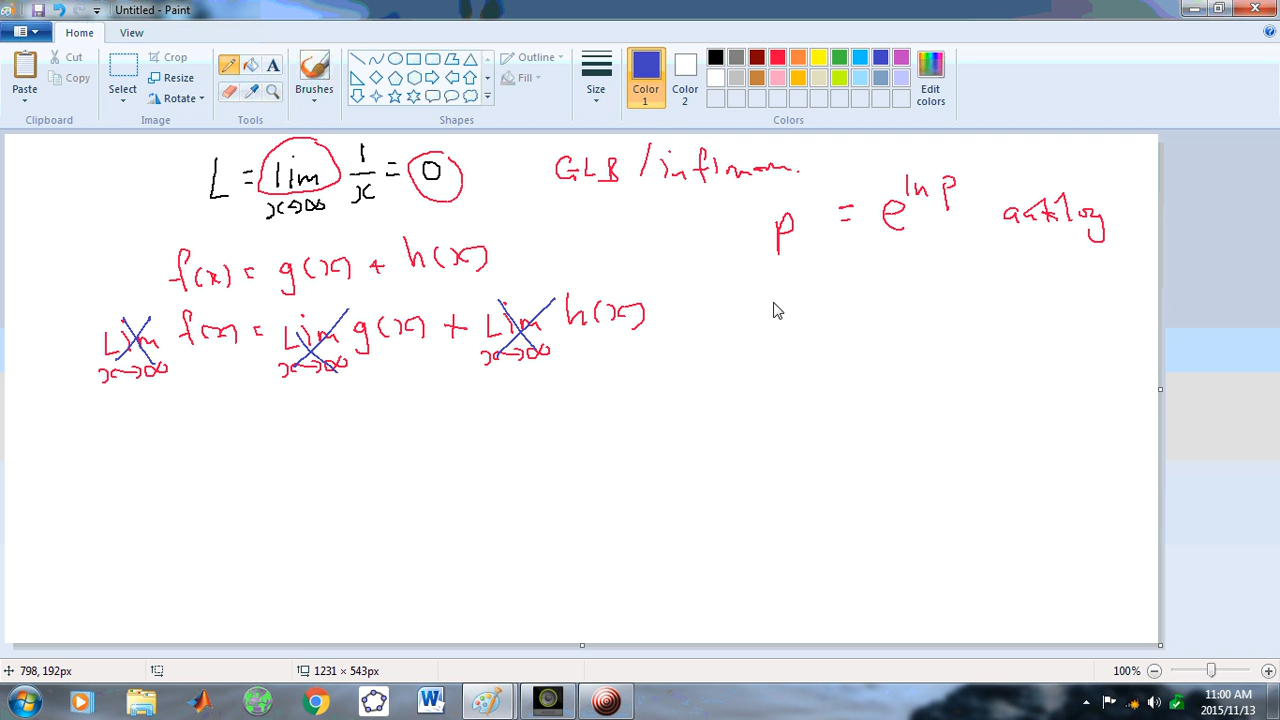 Untitled - Paint
Home View
Cut
Copy
Paste
Clipboard
Select
Resize
Rotate
Image
A
Tools
Brushes
Outline
Fill
Shapes
Size
Color 1
Color 2
Edit colors
Colors
L = lim x→∞ 1/x = 0
GLB / infimum.
p = e^ln p
f(x) = g(x) + h(x)
Lim x→∞ f(x) = Lim x→∞ g(x) + Lim x→∞ h(x)
798, 192px
1231 × 543px
100%
11:00 AM
2015/11/13